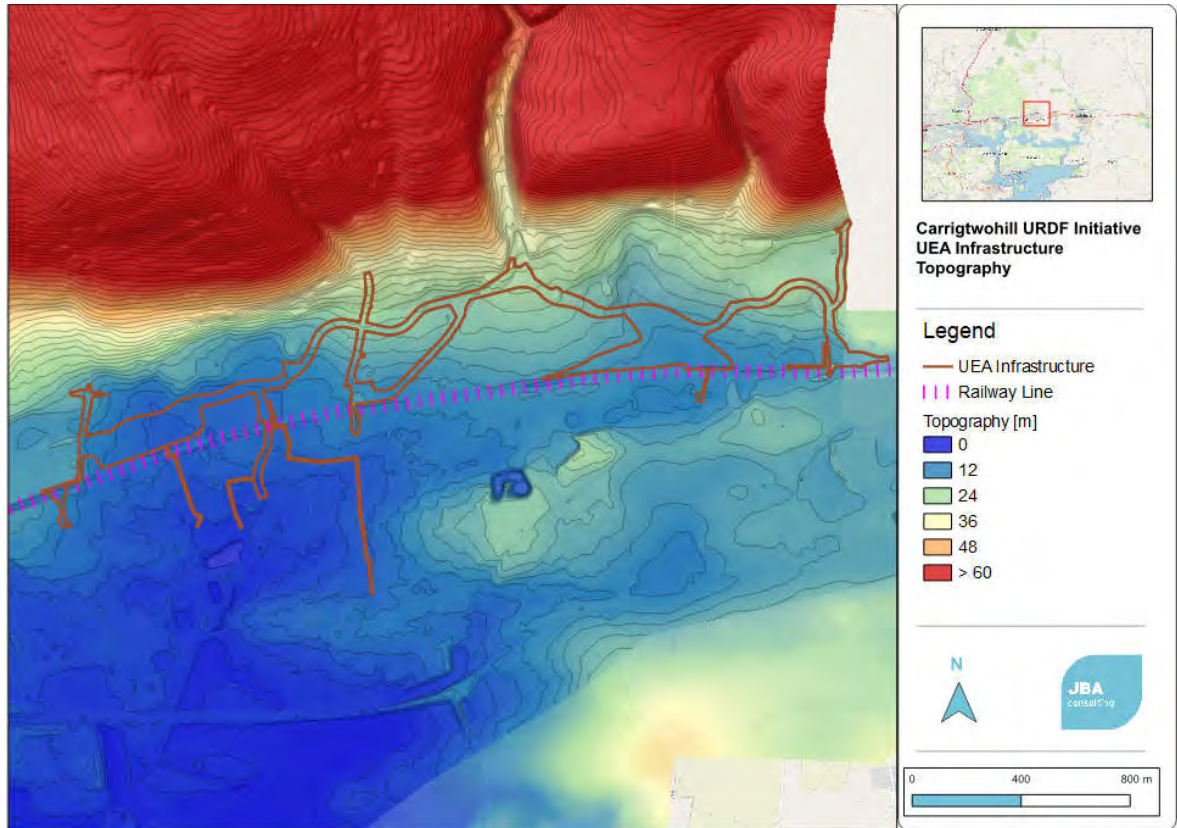 Carrigtwohill URDF Initiative
UEA Infrastructure
Topography
Legend
UEA Infrastructure
Railway Line
Topography [m]
0
12
24
36
48
> 60
N
JBA
consulting
0 400 800 m